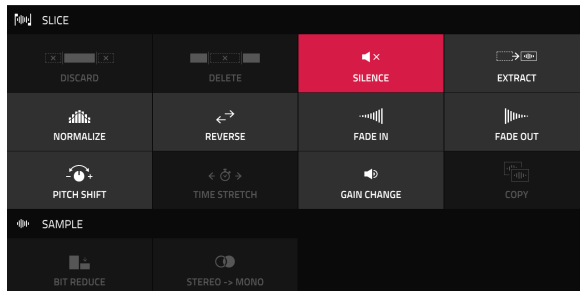 SLICE
DISCARD DELETE SILENCE EXTRACT
NORMALIZE REVERSE FADE IN FADE OUT
PITCH SHIFT TIME STRETCH GAIN CHANGE COPY
SAMPLE
BIT REDUCE STEREO -> MONO